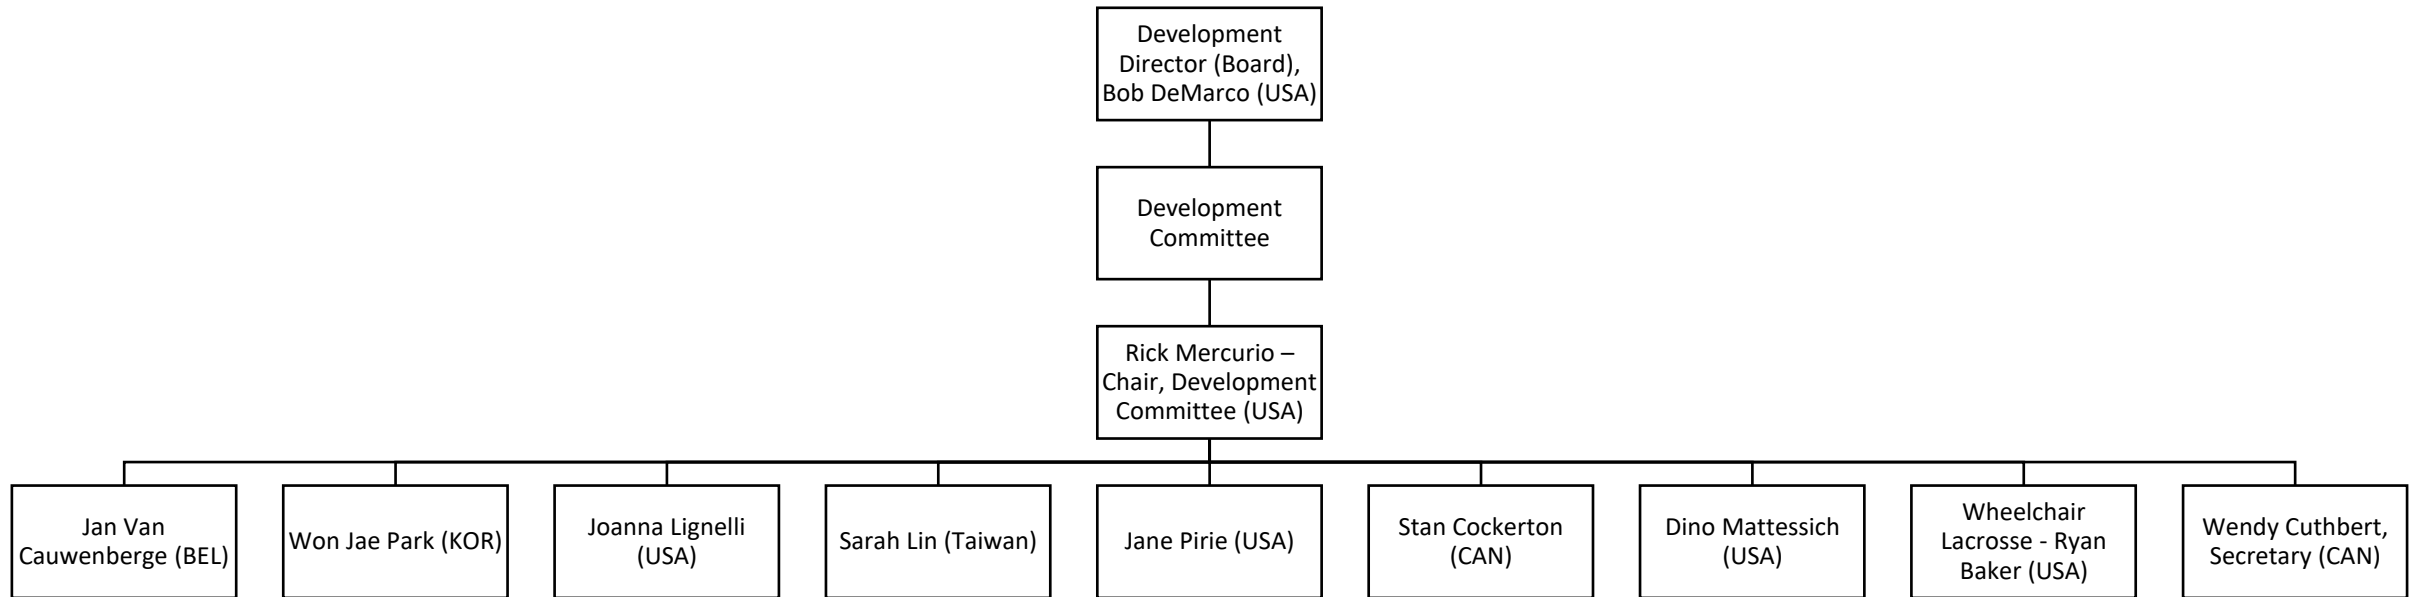 Development
Director (Board),
Bob DeMarco (USA)
Development
Committee
Rick Mercurio –
Chair, Development
Committee (USA)
Jan Van
Cauwenberge (BEL)
Won Jae Park (KOR)
Joanna Lignelli
(USA)
Sarah Lin (Taiwan)
Jane Pirie (USA)
Stan Cockerton
(CAN)
Dino Mattessich
(USA)
Wheelchair
Lacrosse - Ryan
Baker (USA)
Wendy Cuthbert,
Secretary (CAN)